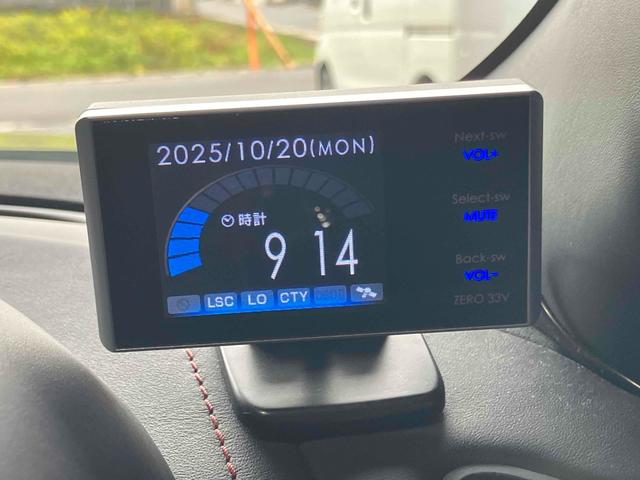 2025/10/20(MON)
時計
9 14
LSC LO CTY
Next-sw
VOL+
Select-sw
MUTE
Back-sw
VOL-
ZERO 33V